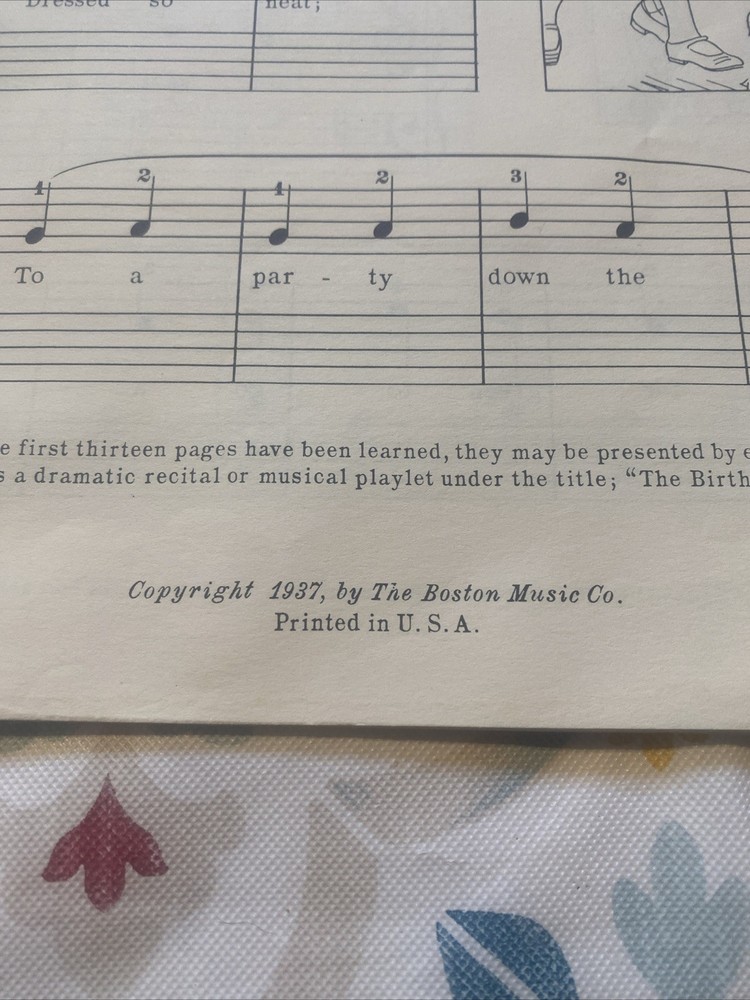 Dressed so neat;
1 2 1 2 3 2
To a par - ty down the
e first thirteen pages have been learned, they may be presented by e
s a dramatic recital or musical playlet under the title; "The Birth
Copyright 1937, by The Boston Music Co.
Printed in U. S. A.